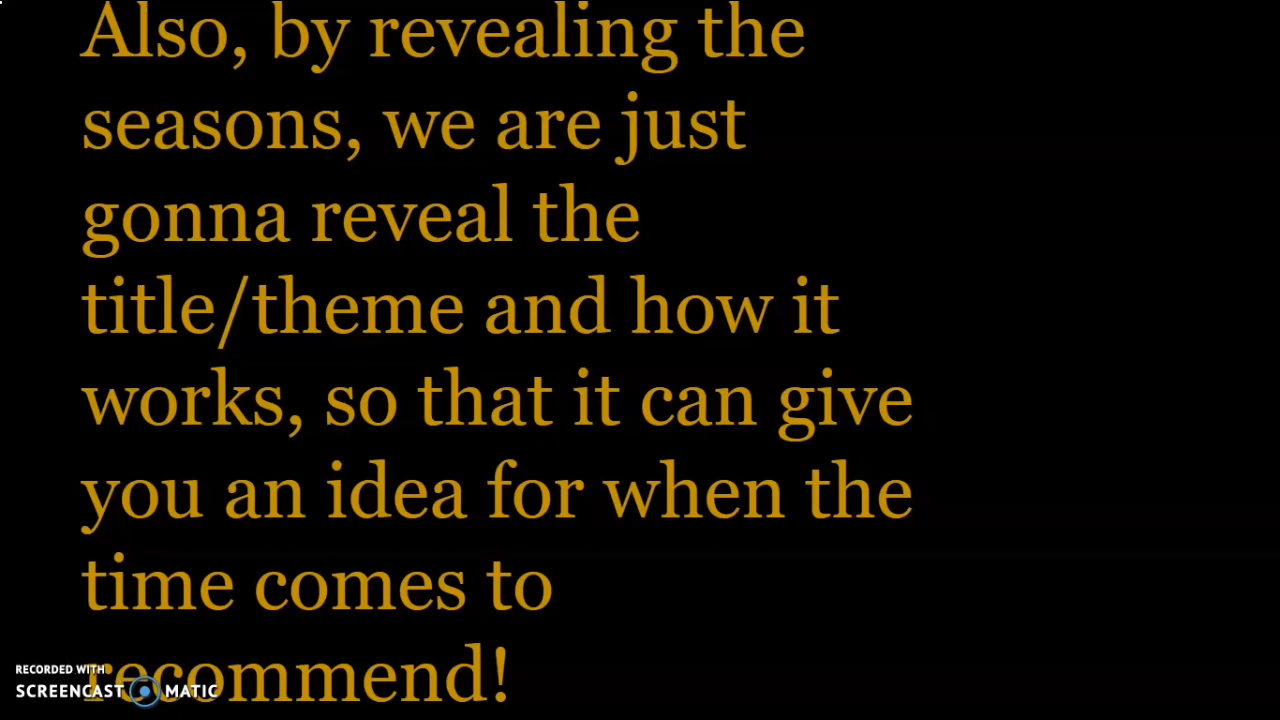 Also, by revealing the
seasons, we are just
gonna reveal the
title/theme and how it
works, so that it can give
you an idea for when the
time comes to
recommend!
RECORDED WITH
SCREENCAST MATIC